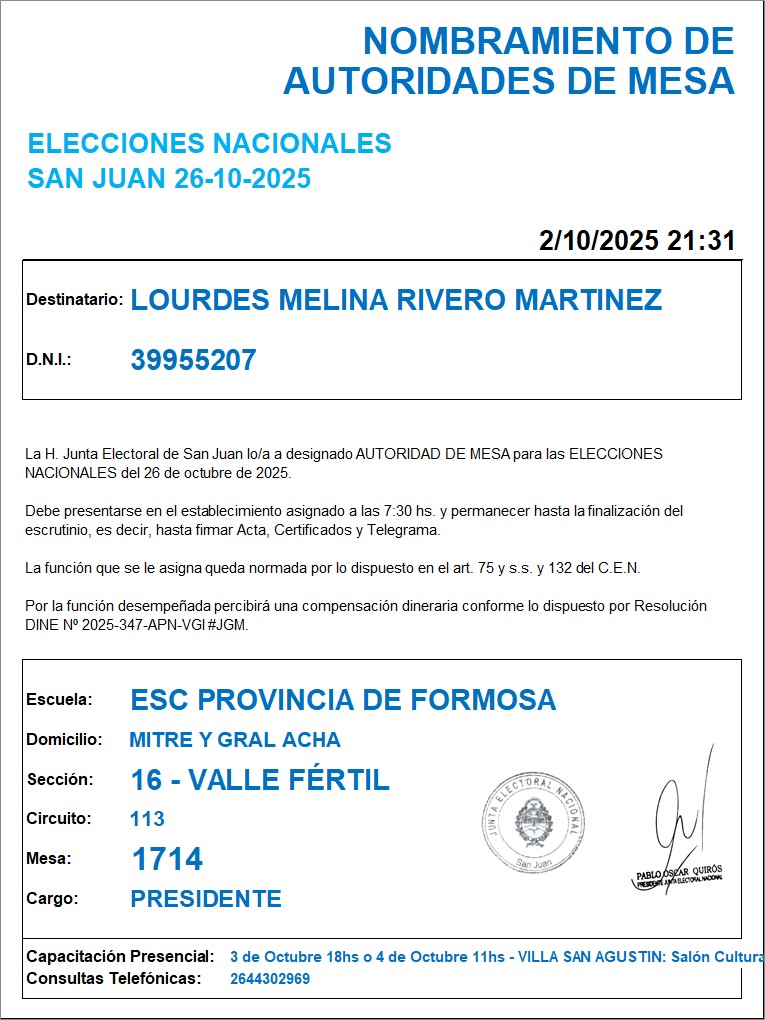 NOMBRAMIENTO DE
AUTORIDADES DE MESA
ELECCIONES NACIONALES
SAN JUAN 26-10-2025
2/10/2025 21:31
Destinatario: LOURDES MELINA RIVERO MARTINEZ
D.N.I.: 39955207
La H. Junta Electoral de San Juan lo/a a designado AUTORIDAD DE MESA para las ELECCIONES
NACIONALES del 26 de octubre de 2025.
Debe presentarse en el establecimiento asignado a las 7:30 hs. y permanecer hasta la finalización del
escrutinio, es decir, hasta firmar Acta, Certificados y Telegrama.
La función que se le asigna queda normada por lo dispuesto en el art. 75 y s.s. y 132 del C.E.N.
Por la función desempeñada percibirá una compensación dineraria conforme lo dispuesto por Resolución
DINE Nº 2025-347-APN-VGI#JGM.
Escuela: ESC PROVINCIA DE FORMOSA
Domicilio: MITRE Y GRAL ACHA
Sección: 16 - VALLE FÉRTIL
Circuito: 113
Mesa: 1714
Cargo: PRESIDENTE
JUNTA ELECTORAL NACIONAL
San Juan
PABLO OSCAR QUIRÓS
PRESIDENTE JUNTA ELECTORAL NACIONAL
Capacitación Presencial: 3 de Octubre 18hs o 4 de Octubre 11hs - VILLA SAN AGUSTIN: Salón Cultura
Consultas Telefónicas: 2644302969